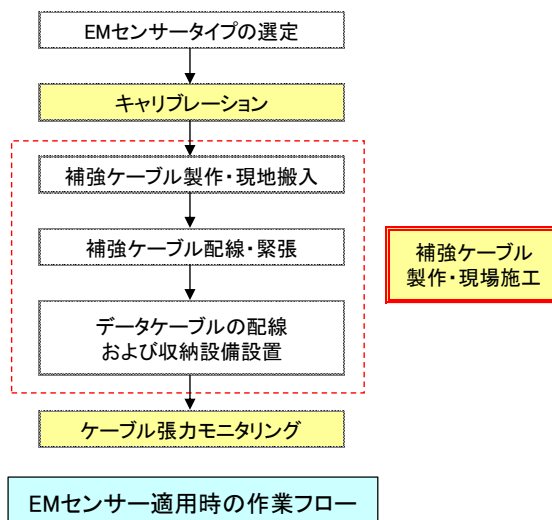 EMセンサータイプの選定
キャリブレーション
補強ケーブル製作・現地搬入
補強ケーブル配線・緊張
データケーブルの配線
および収納設備設置
補強ケーブル
製作・現場施工
ケーブル張力モニタリング
EMセンサー適用時の作業フロー